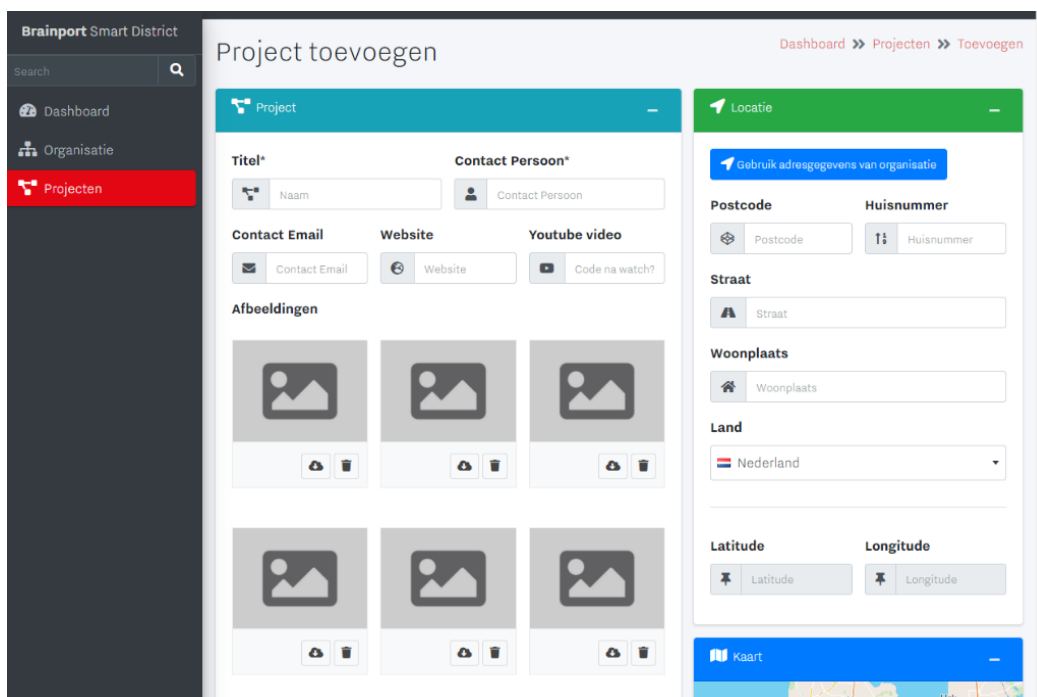 Brainport Smart District
Search
Dashboard
Organisatie
Projecten
Project toevoegen
Dashboard >> Projecten >> Toevoegen
Project
Titel*
Contact Persoon*
Naam
Contact Persoon
Contact Email
Website
Youtube video
Contact Email
Website
Code na watch?
Afbeeldingen
Locatie
Gebruik adresgegevens van organisatie
Postcode
Huisnummer
Postcode
Huisnummer
Straat
Straat
Woonplaats
Woonplaats
Land
Nederland
Latitude
Longitude
Latitude
Longitude
Kaart